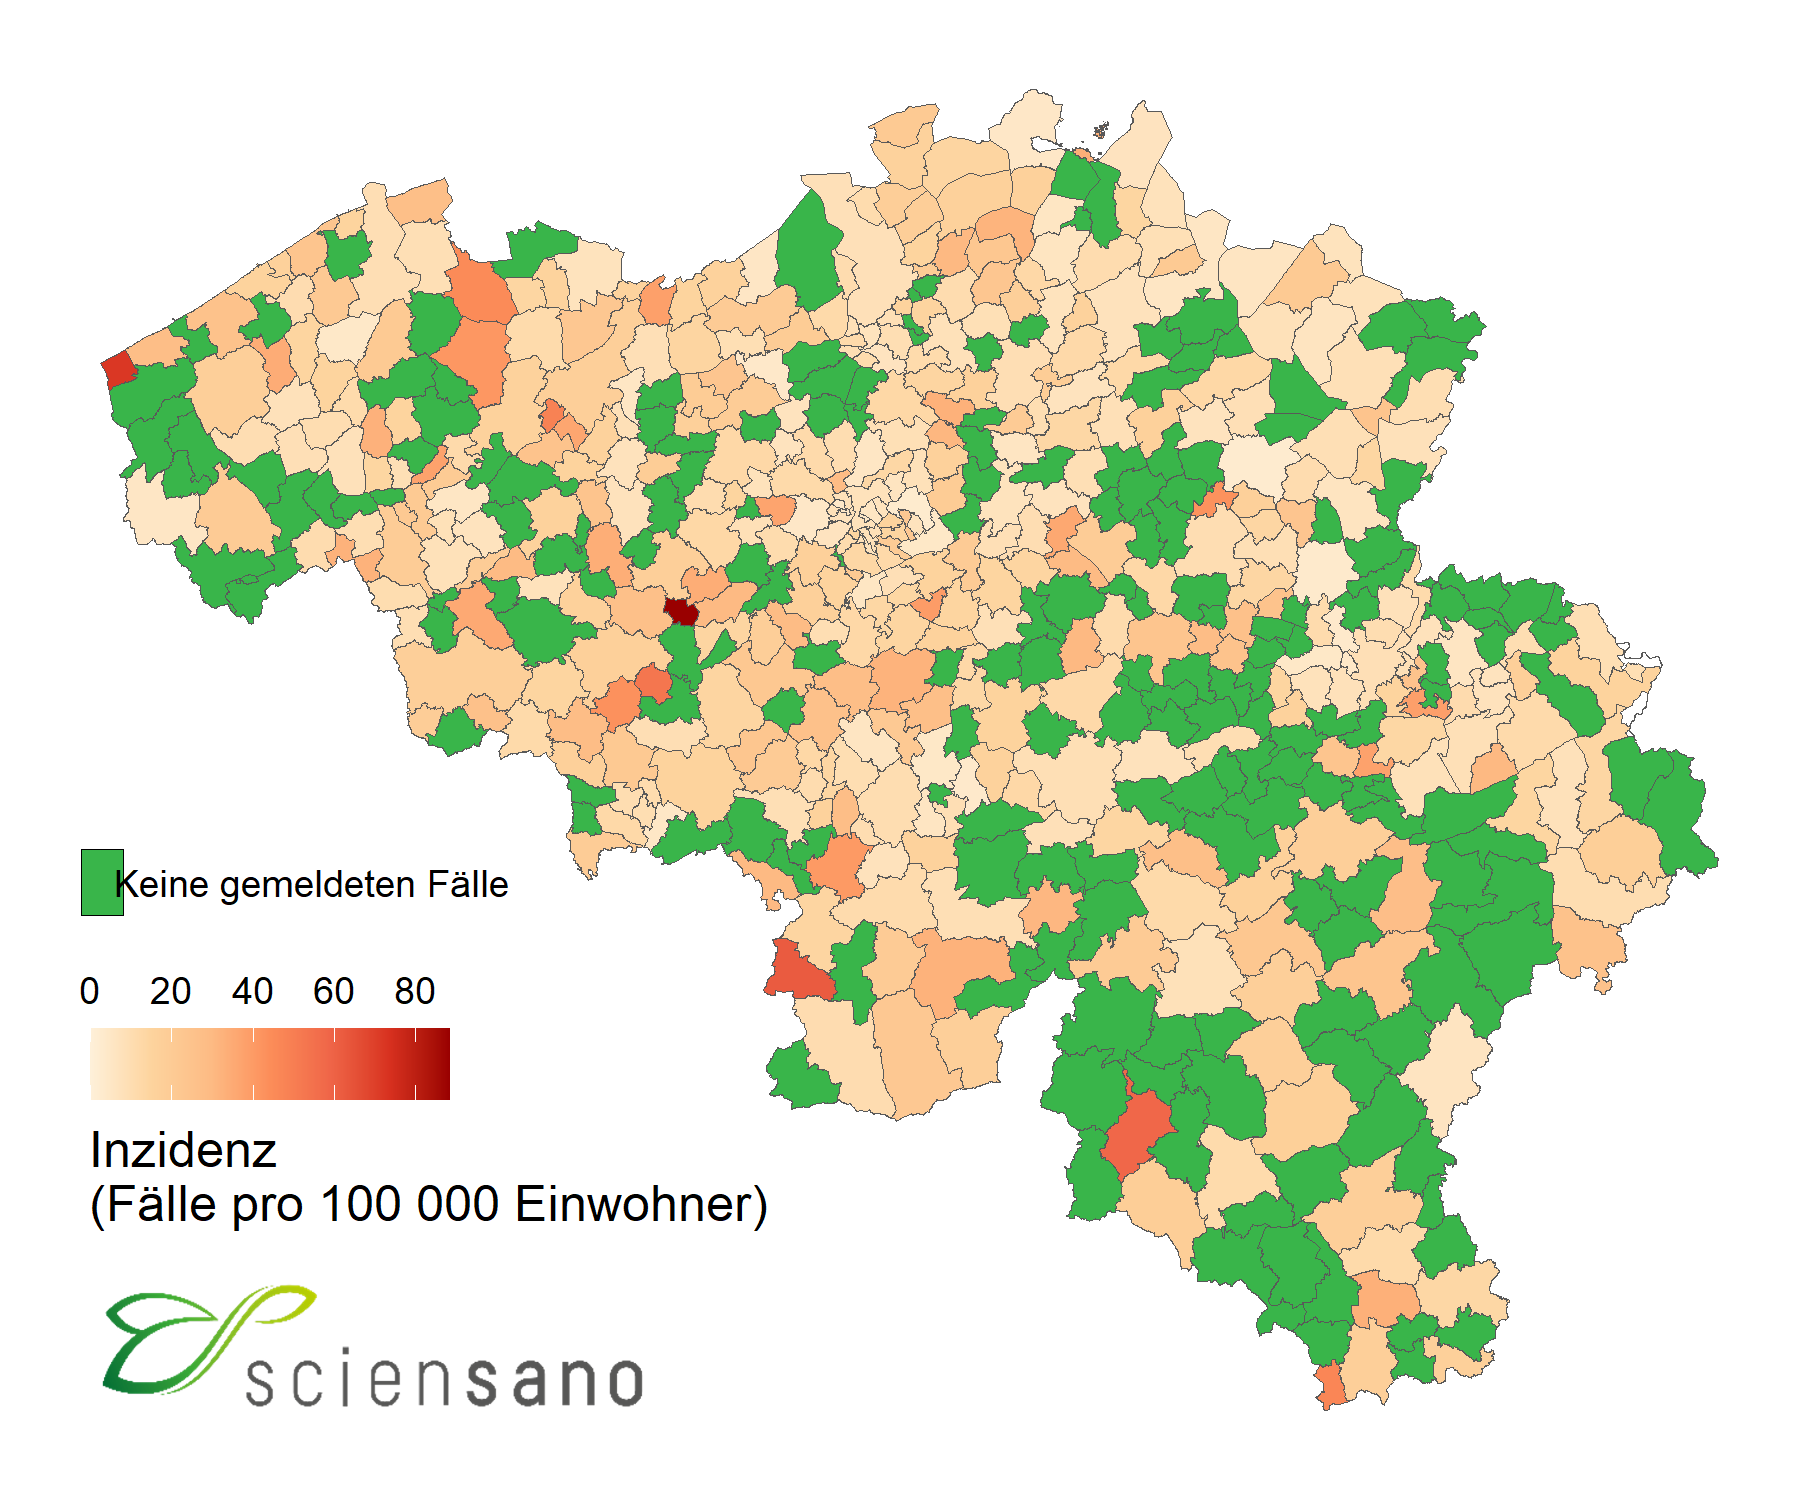 Keine gemeldeten Fälle
0 20 40 60 80
Inzidenz
(Fälle pro 100 000 Einwohner)
sciensano